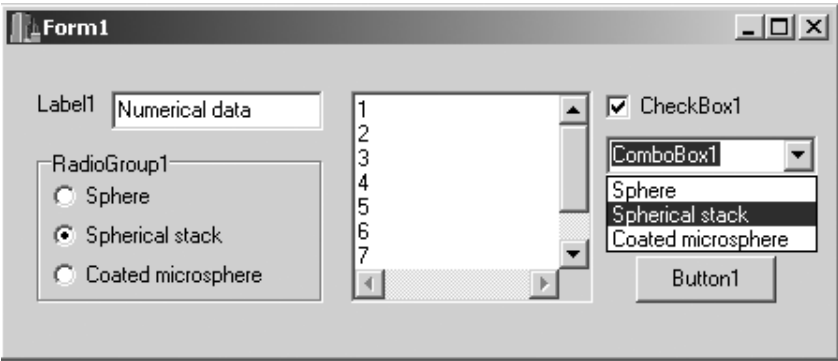 Form1
Label1
Numerical data
RadioGroup1
Sphere
Spherical stack
Coated microsphere
1
2
3
4
5
6
7
CheckBox1
ComboBox1
Sphere
Spherical stack
Coated microsphere
Button1